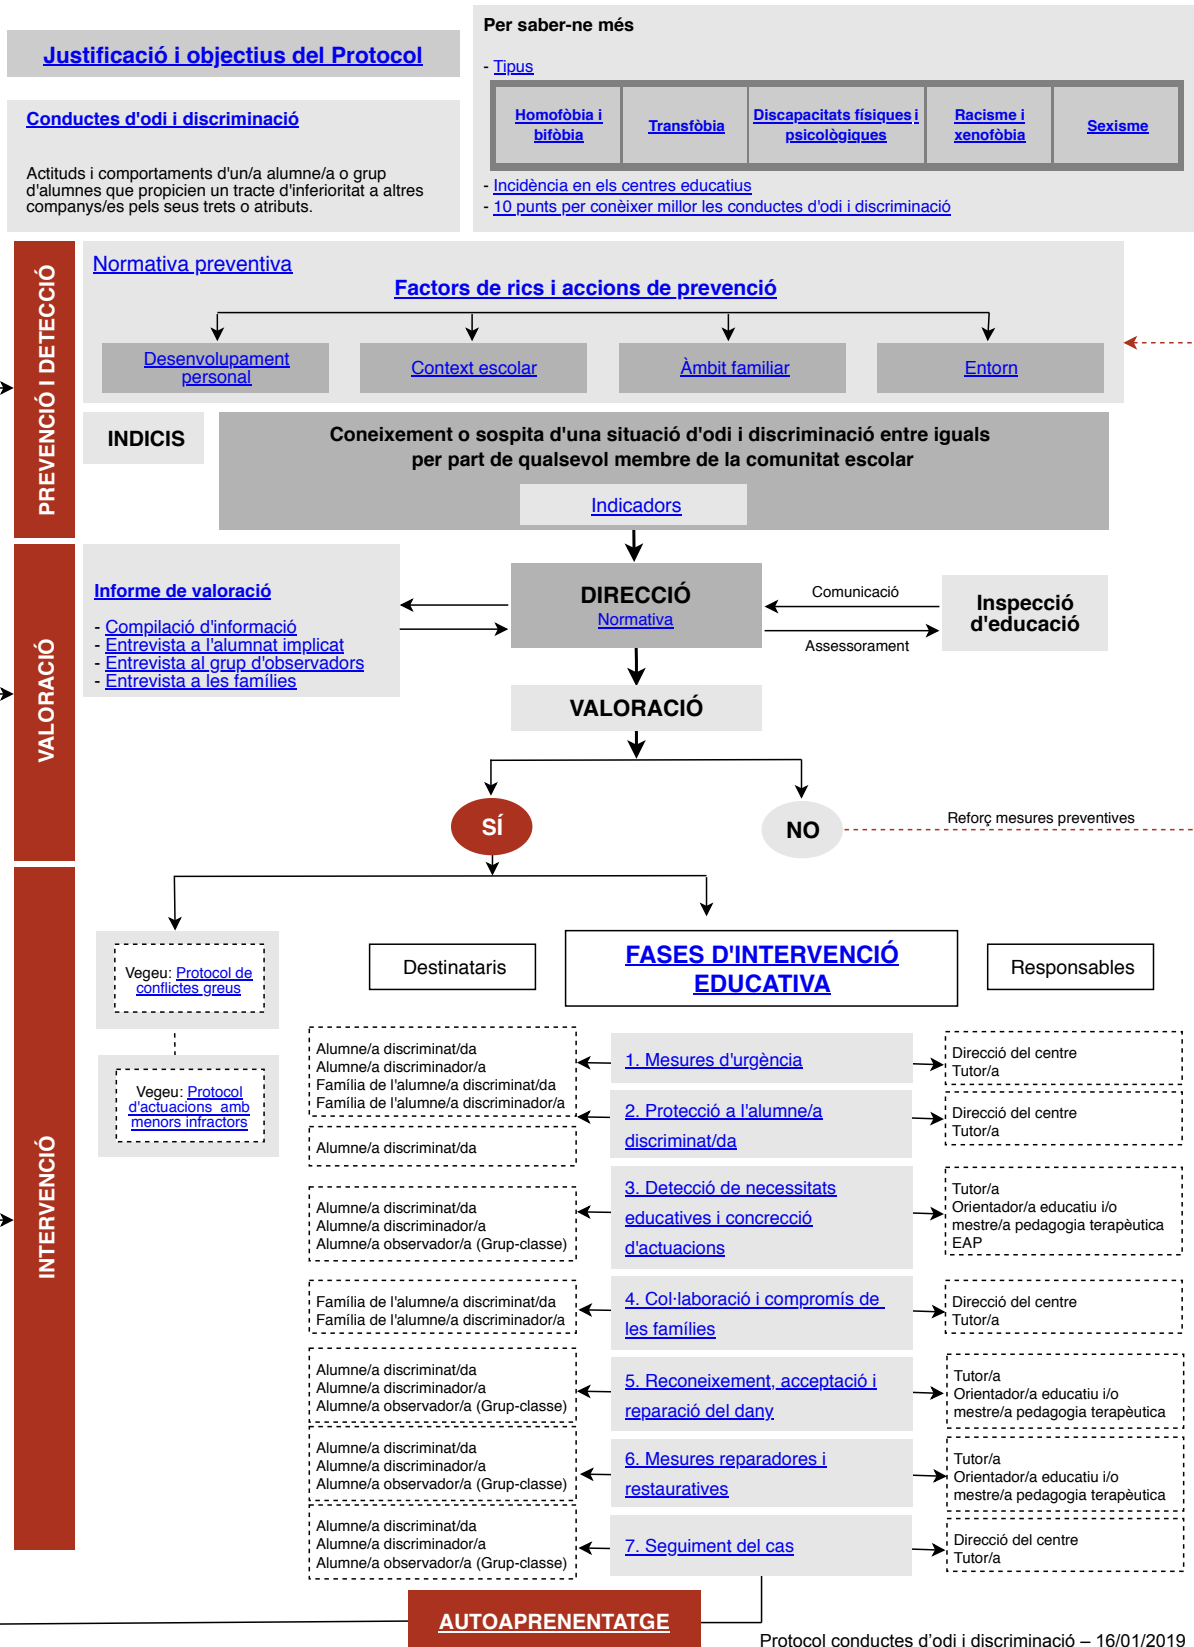 Justificació i objectius del Protocol
Conductes d'odi i discriminació
Actituds i comportaments d'un/a alumne/a o grup
d'alumnes que propicien un tracte d'inferioritat a altres
companys/es pels seus trets o atributs.
Per saber-ne més
- Tipus
Homofòbia i
bifòbia
Transfòbia
Discapacitats físiques i
psicològiques
Racisme i
xenofòbia
Sexisme
- Incidència en els centres educatius
- 10 punts per conèixer millor les conductes d'odi i discriminació
PREVENCIÓ I DETECCIÓ
Normativa preventiva
Factors de rics i accions de prevenció
Desenvolupament
personal
Context escolar
Àmbit familiar
Entorn
INDICIS
Coneixement o sospita d'una situació d'odi i discriminació entre iguals
per part de qualsevol membre de la comunitat escolar
Indicadors
VALORACIÓ
Informe de valoració
- Compilació d'informació
- Entrevista a l'alumnat implicat
- Entrevista al grup d'observadors
- Entrevista a les famílies
DIRECCIÓ
Normativa
Comunicació
Assessorament
Inspecció
d'educació
VALORACIÓ
SÍ
NO
Reforç mesures preventives
INTERVENCIÓ
Vegeu: Protocol de
conflictes greus
Vegeu: Protocol
d'actuacions amb
menors infractors
Destinataris
FASES D'INTERVENCIÓ
EDUCATIVA
Responsables
Alumne/a discriminat/da
Alumne/a discriminador/a
Família de l'alumne/a discriminat/da
Família de l'alumne/a discriminador/a
1. Mesures d'urgència
Direcció del centre
Tutor/a
Alumne/a discriminat/da
2. Protecció a l'alumne/a
discriminat/da
Direcció del centre
Tutor/a
Alumne/a discriminat/da
Alumne/a discriminador/a
Alumne/a observador/a (Grup-classe)
3. Detecció de necessitats
educatives i concrecció
d'actuacions
Tutor/a
Orientador/a educatiu i/o
mestre/a pedagogia terapèutica
EAP
Família de l'alumne/a discriminat/da
Família de l'alumne/a discriminador/a
4. Col·laboració i compromís de
les famílies
Direcció del centre
Tutor/a
Alumne/a discriminat/da
Alumne/a discriminador/a
Alumne/a observador/a (Grup-classe)
5. Reconeixement, acceptació i
reparació del dany
Tutor/a
Orientador/a educatiu i/o
mestre/a pedagogia terapèutica
Alumne/a discriminat/da
Alumne/a discriminador/a
Alumne/a observador/a (Grup-classe)
6. Mesures reparadores i
restauratives
Tutor/a
Orientador/a educatiu i/o
mestre/a pedagogia terapèutica
Alumne/a discriminat/da
Alumne/a discriminador/a
Alumne/a observador/a (Grup-classe)
7. Seguiment del cas
Direcció del centre
Tutor/a
AUTOAPRENENTATGE
Protocol conductes d'odi i discriminació – 16/01/2019